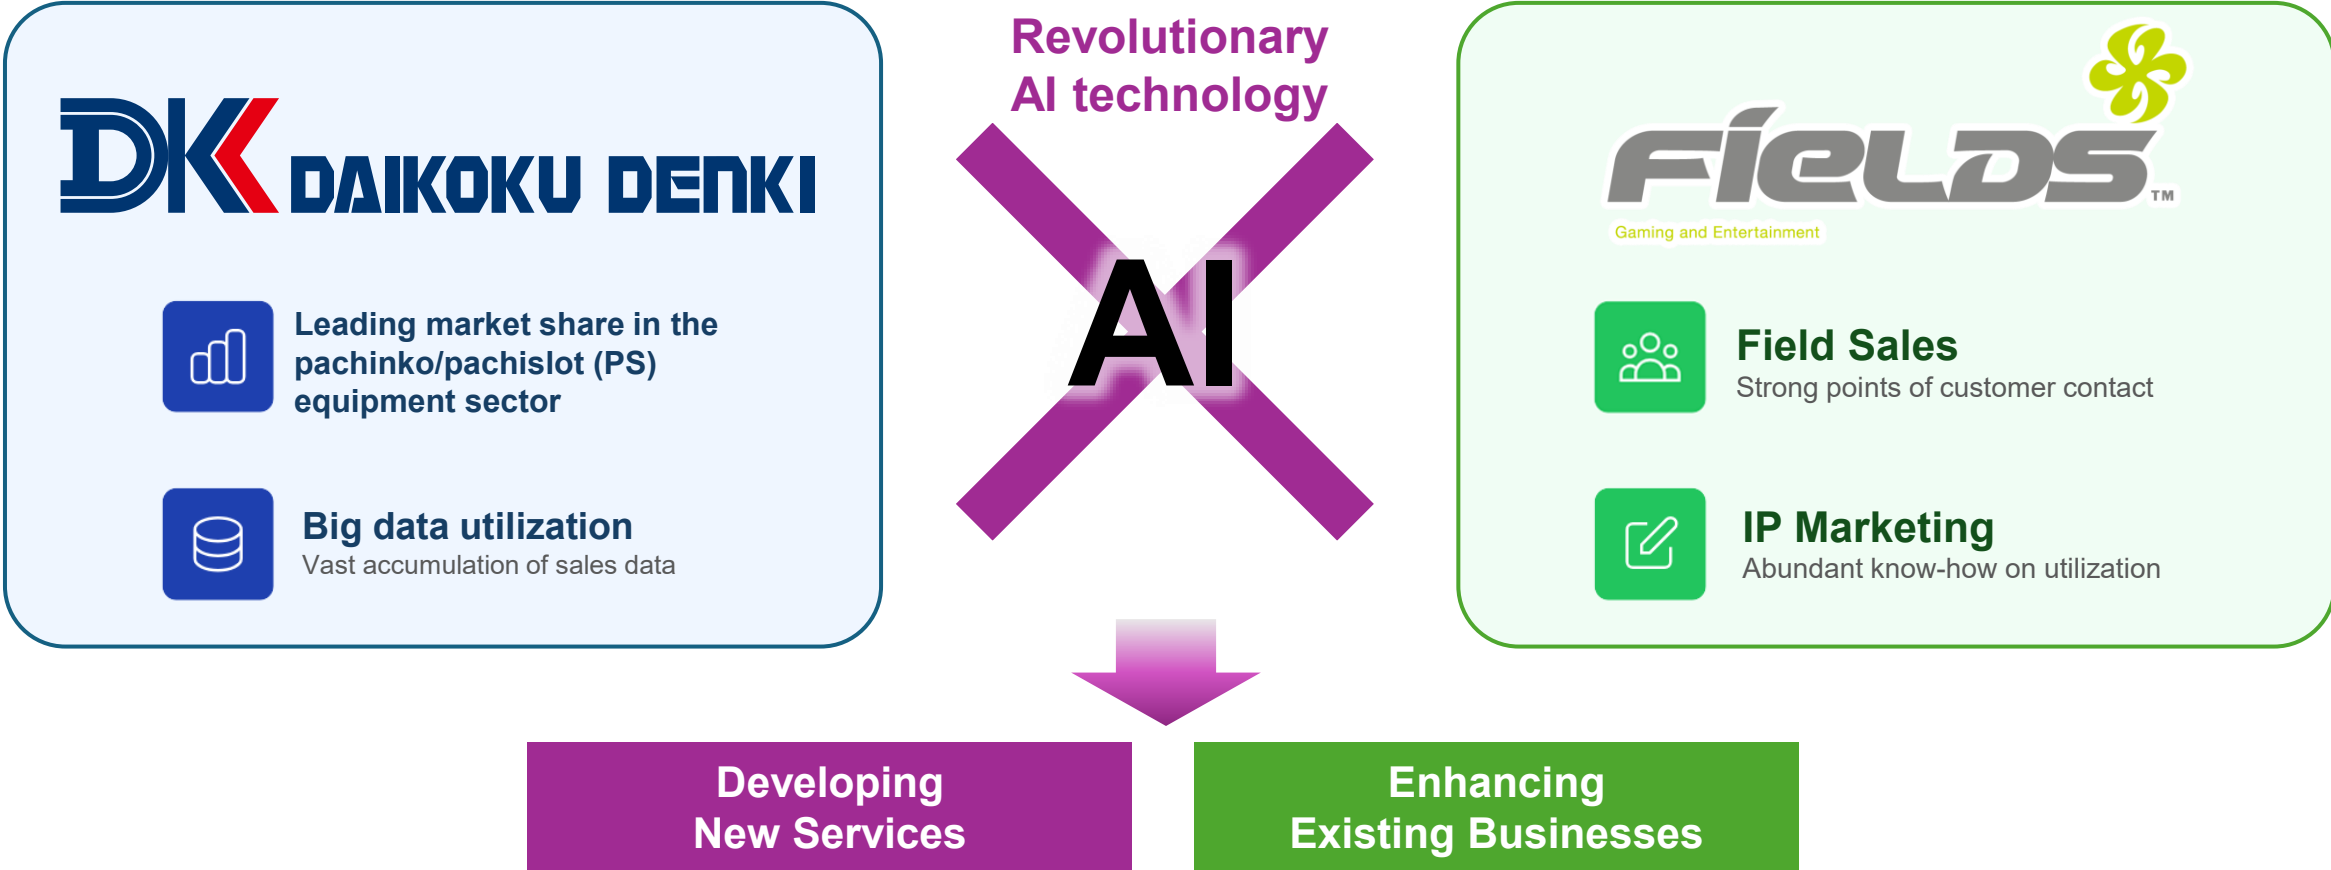 DK DAIKOKU DENKI
Leading market share in the
pachinko/pachislot (PS)
equipment sector
Big data utilization
Vast accumulation of sales data
Revolutionary
AI technology
AI
FIELDS TM
Gaming and Entertainment
Field Sales
Strong points of customer contact
IP Marketing
Abundant know-how on utilization
Developing
New Services
Enhancing
Existing Businesses